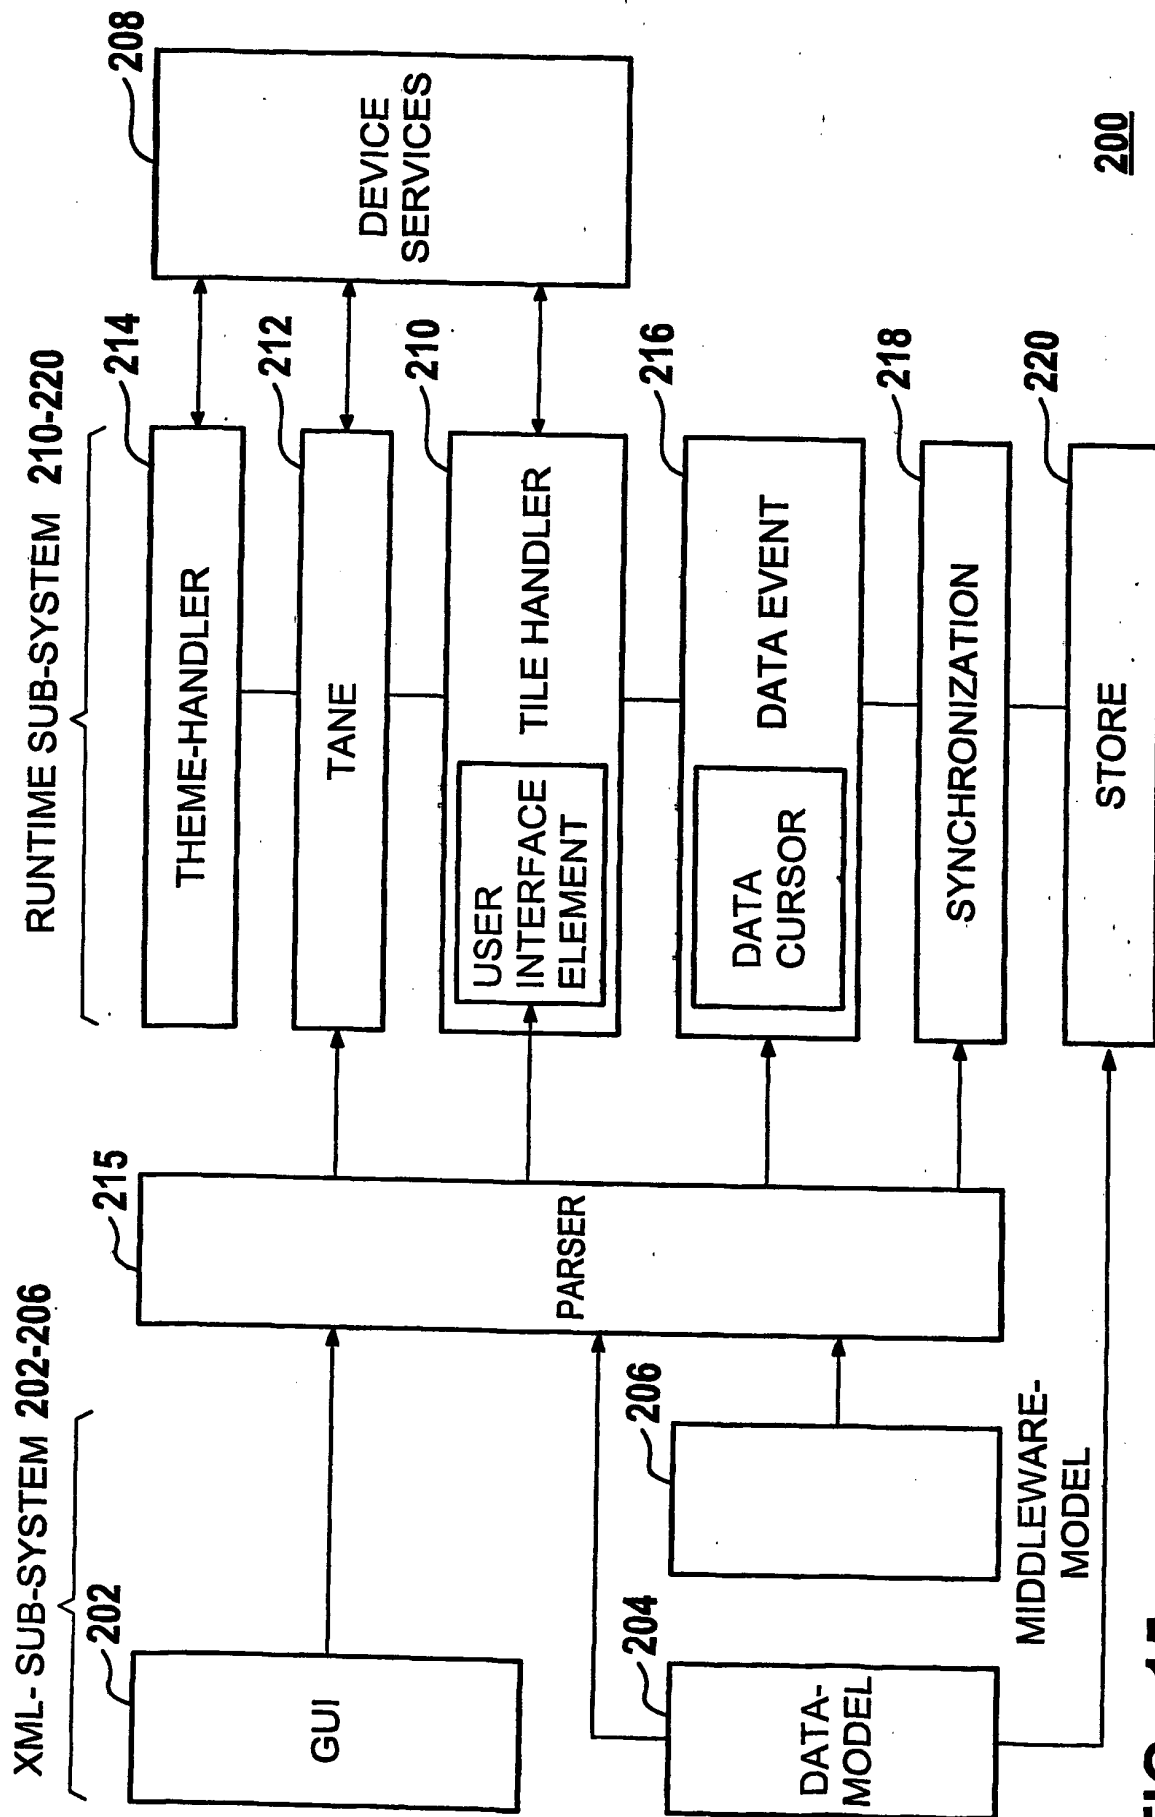 XML- SUB-SYSTEM 202-206
RUNTIME SUB-SYSTEM 210-220
202
GUI
215
PARSER
214
THEME-HANDLER
208
DEVICE
SERVICES
212
TANE
210
USER
INTERFACE
ELEMENT
TILE HANDLER
204
DATA-
MODEL
206
MIDDLEWARE-
MODEL
216
DATA
CURSOR
DATA EVENT
218
SYNCHRONIZATION
220
STORE
200